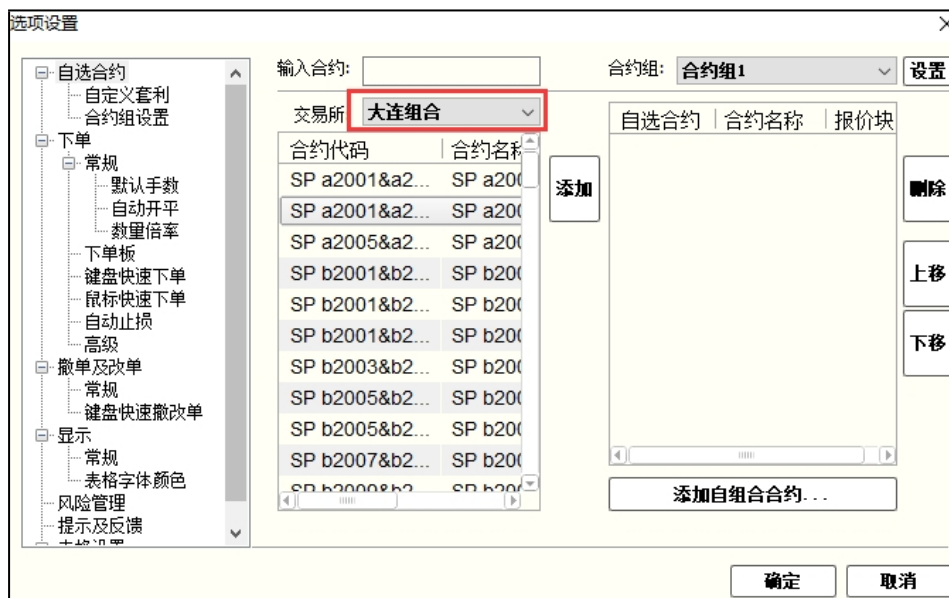 选项设置
自选合约
自定义套利
合约组设置
下单
常规
默认手数
自动开平
数量倍率
下单板
键盘快速下单
鼠标快速下单
自动止损
高级
撤单及改单
常规
键盘快速撤改单
显示
常规
表格字体颜色
风险管理
提示及反馈
输入合约:
交易所
大连组合
合约代码 合约名称
SP a2001&a2... SP a200
SP a2001&a2... SP a200
SP a2005&a2... SP a200
SP b2001&b2... SP b200
SP b2001&b2... SP b200
SP b2001&b2... SP b200
SP b2003&b2... SP b200
SP b2005&b2... SP b200
SP b2005&b2... SP b200
SP b2007&b2... SP b200
SP b2009&b2... SP b200
添加
合约组:
合约组1
设置
自选合约 合约名称 报价块
删除
上移
下移
添加自组合合约...
确定
取消